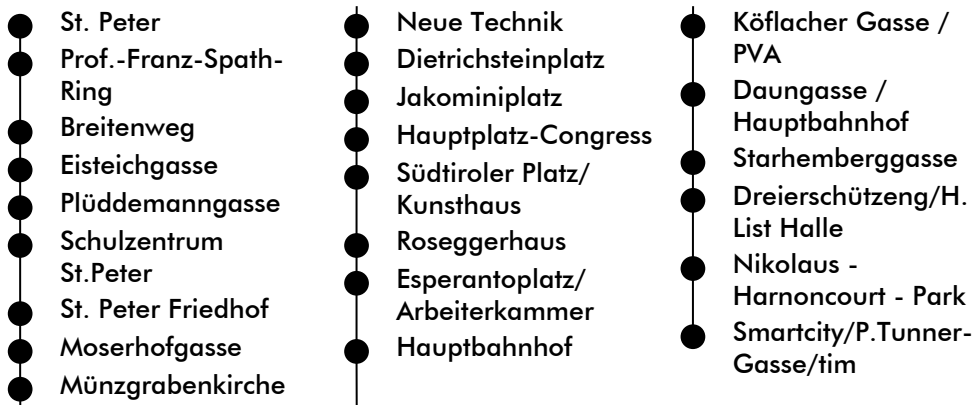 St. Peter
Prof.-Franz-Spath-
Ring
Breitenweg
Eisteichgasse
Plüddemanngasse
Schulzentrum
St.Peter
St. Peter Friedhof
Moserhofgasse
Münzgrabenkirche
Neue Technik
Dietrichsteinplatz
Jakominiplatz
Hauptplatz-Congress
Südtiroler Platz/
Kunsthaus
Roseggerhaus
Esperantoplatz/
Arbeiterkammer
Hauptbahnhof
Köflacher Gasse /
PVA
Daungasse /
Hauptbahnhof
Starhemberggasse
Dreierschützeng/H.
List Halle
Nikolaus -
Harnoncourt - Park
Smartcity/P.Tunner-
Gasse/tim